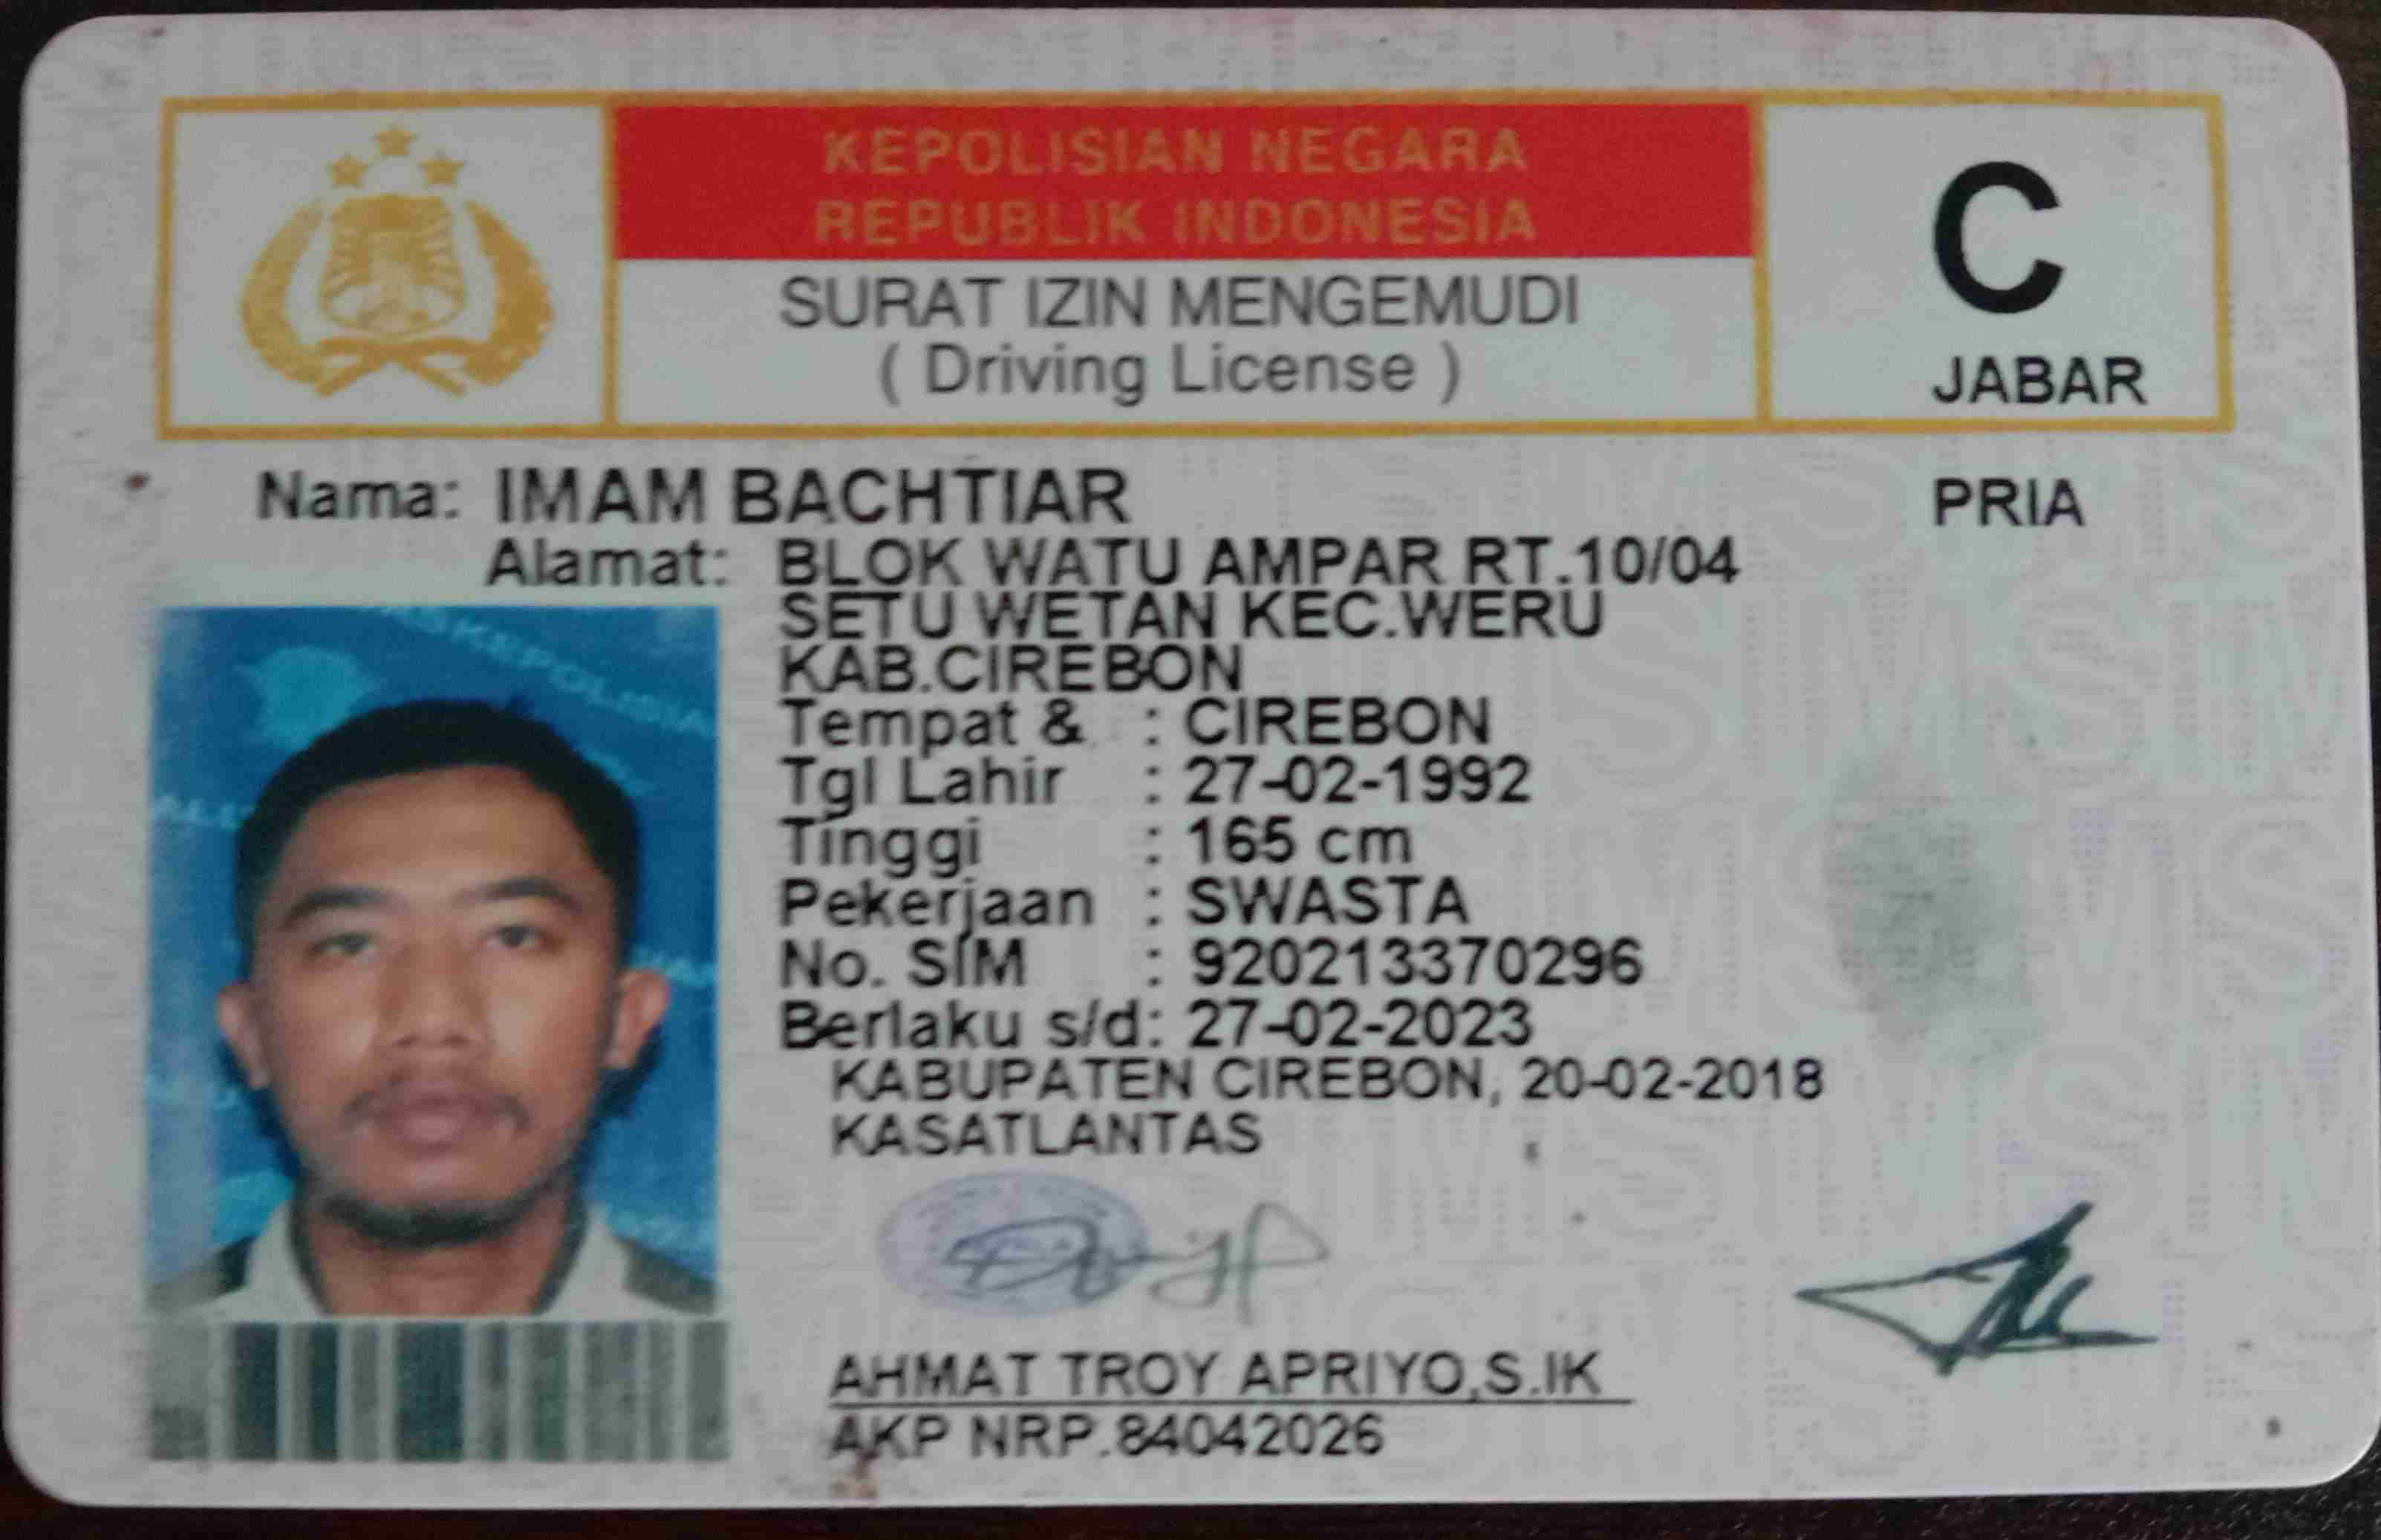 KEPOLISIAN NEGARA
REPUBLIK INDONESIA
SURAT IZIN MENGEMUDI
( Driving License )
C
JABAR
Nama: IMAM BACHTIAR
PRIA
Alamat: BLOK WATU AMPAR RT.10/04
SETU WETAN KEC.WERU
KAB.CIREBON
Tempat & : CIREBON
Tgl Lahir : 27-02-1992
Tinggi : 165 cm
Pekerjaan : SWASTA
No. SIM : 920213370296
Berlaku s/d: 27-02-2023
KABUPATEN CIREBON, 20-02-2018
KASATLANTAS
AHMAT TROY APRIYO,S.IK
AKP NRP.84042026